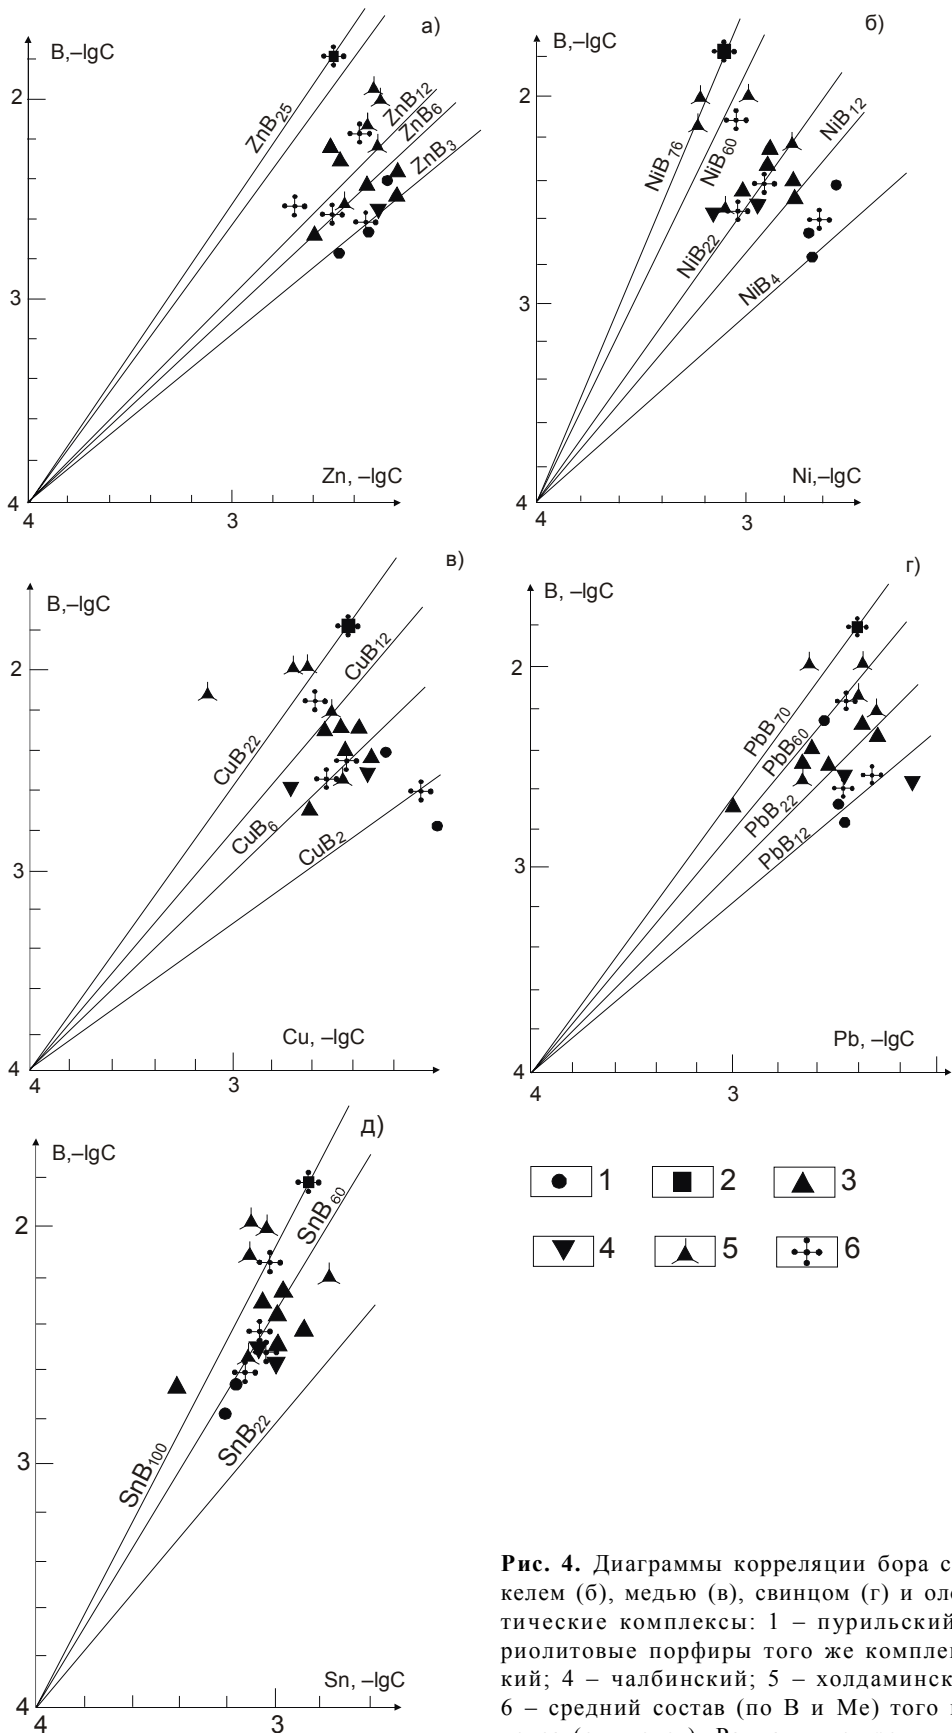 а)
B,–lgC
2
3
4
4
3
Zn, –lgC
ZnB25
ZnB12
ZnB6
ZnB3
б)
B,–lgC
2
3
4
4
3
Ni,–lgC
NiB76
NiB60
NiB22
NiB12
NiB4
в)
B,–lgC
2
3
4
4
3
Cu, –lgC
CuB22
CuB12
CuB6
CuB2
г)
B, –lgC
2
3
4
4
3
Pb, –lgC
PbB70
PbB60
PbB22
PbB12
д)
B,–lgC
2
3
4
4
3
Sn, –lgC
SnB100
SnB60
SnB22
1 2 3
4 5 6
Рис. 4. Диаграммы корреляции бора с
келем (б), медью (в), свинцом (г) и оло
тические комплексы: 1 – пурильский
риолитовые порфиры того же комплек
кий; 4 – чалбинский; 5 – холдаминск
6 – средний состав (по В и Ме) того